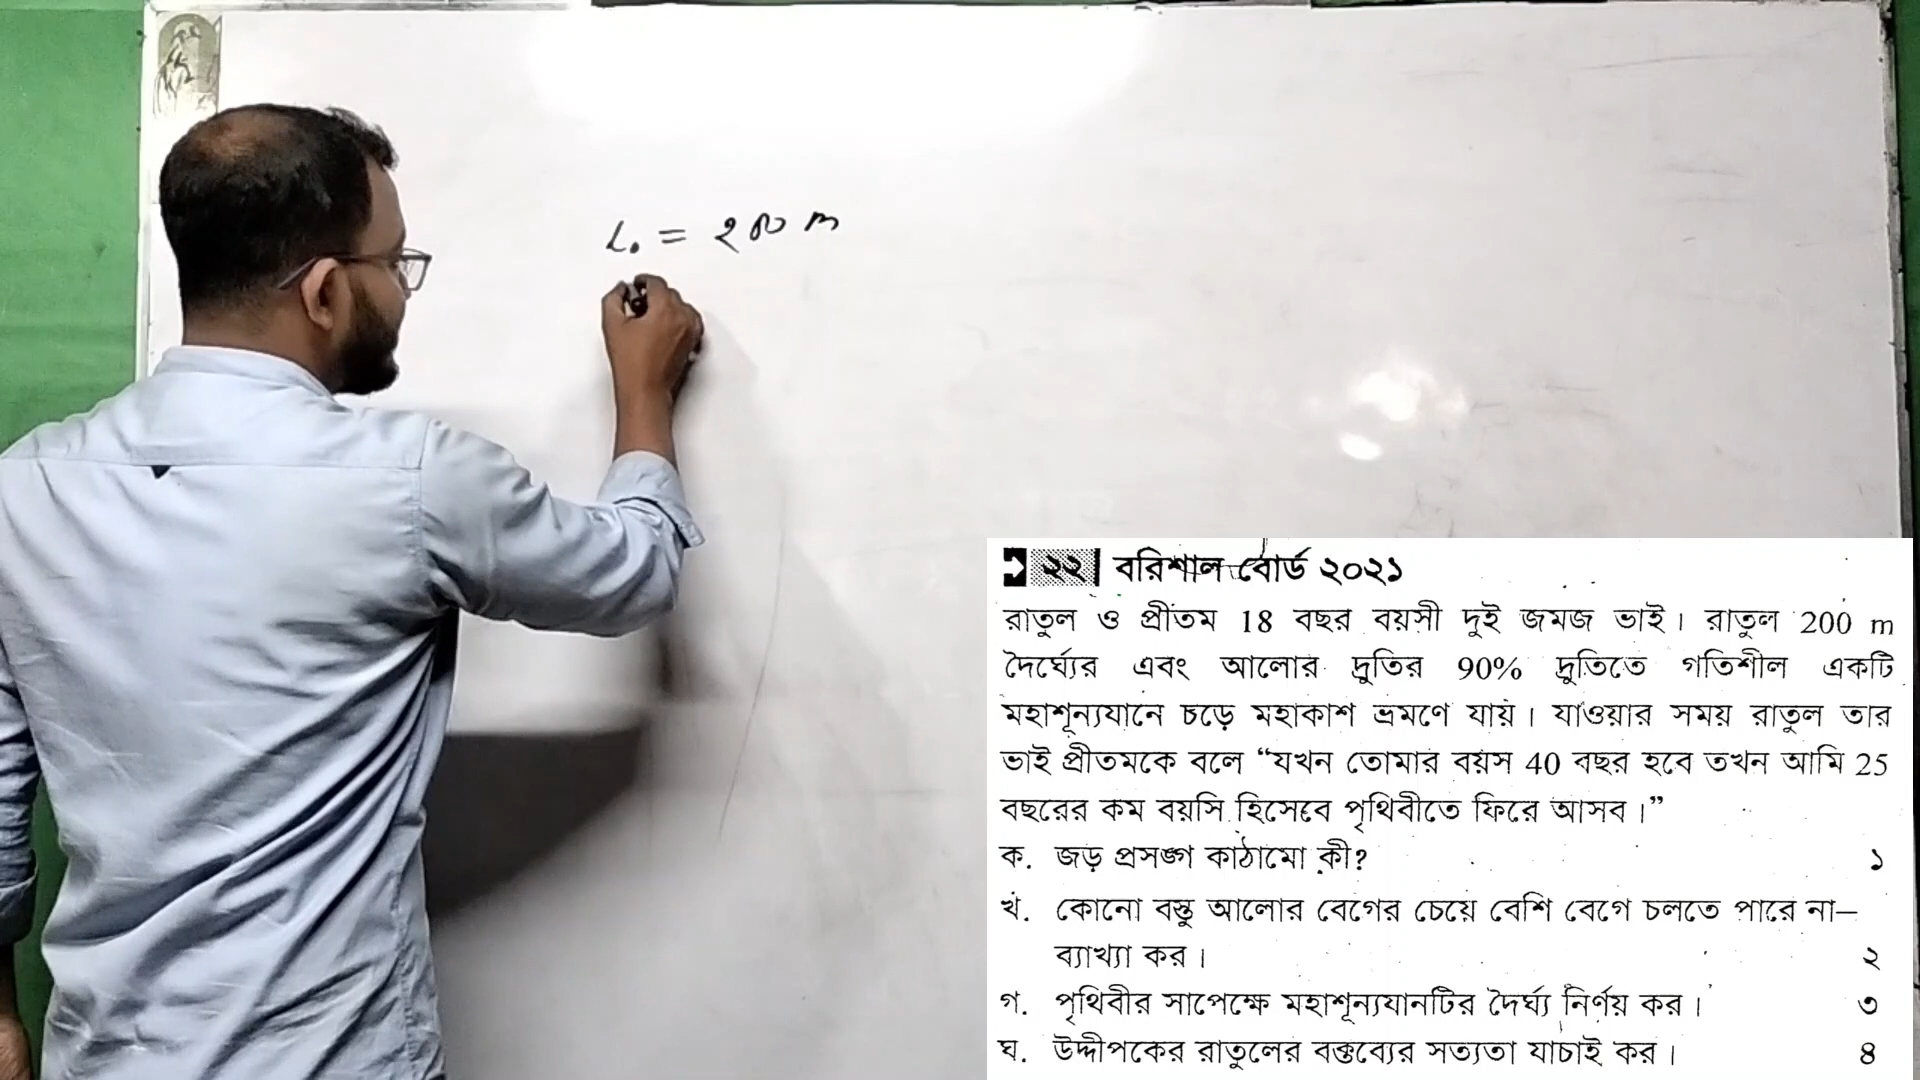 L₀ = 200 m
২২ বরিশাল বোর্ড ২০২১
রাতুল ও প্রীতম 18 বছর বয়সী দুই জমজ ভাই। রাতুল 200 m
দৈর্ঘ্যের এবং আলোর দ্রুতির 90% দ্রুতিতে গতিশীল একটি
মহাশূন্যযানে চড়ে মহাকাশ ভ্রমণে যায়। যাওয়ার সময় রাতুল তার
ভাই প্রীতমকে বলে “যখন তোমার বয়স 40 বছর হবে তখন আমি 25
বছরের কম বয়সি হিসেবে পৃথিবীতে ফিরে আসব।”
ক. জড় প্রসঙ্গ কাঠামো কী? ১
খ. কোনো বস্তু আলোর বেগের চেয়ে বেশি বেগে চলতে পারে না–
ব্যাখ্যা কর। ২
গ. পৃথিবীর সাপেক্ষে মহাশূন্যযানটির দৈর্ঘ্য নির্ণয় কর। ৩
ঘ. উদ্দীপকের রাতুলের বক্তব্যের সত্যতা যাচাই কর। ৪